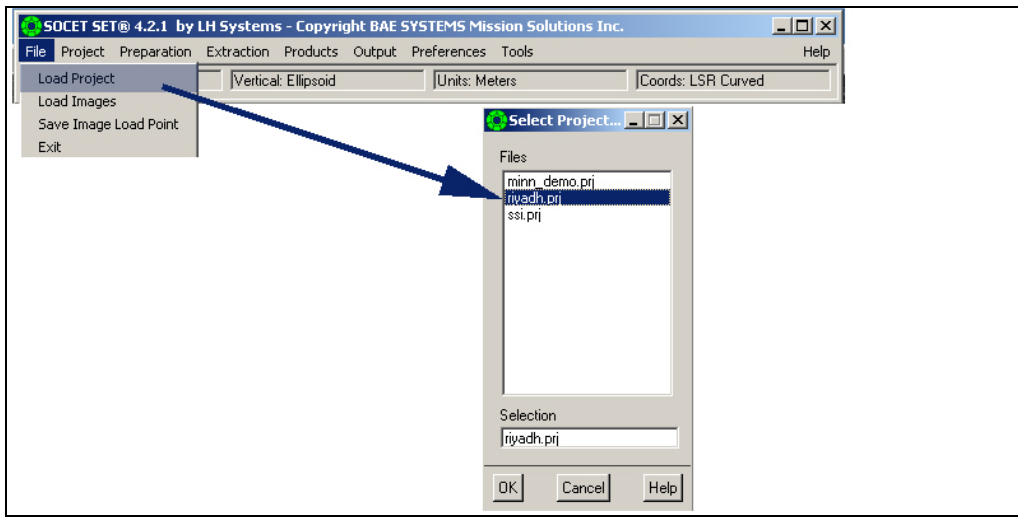 SOCET SET® 4.2.1 by LH Systems - Copyright BAE SYSTEMS Mission Solutions Inc.
File Project Preparation Extraction Products Output Preferences Tools Help
Load Project
Vertical: Ellipsoid
Units: Meters
Coords: LSR Curved
Load Images
Save Image Load Point
Exit
Select Project...
Files
minn_demo.prj
riyadh.prj
ssi.prj
Selection
riyadh.prj
OK Cancel Help